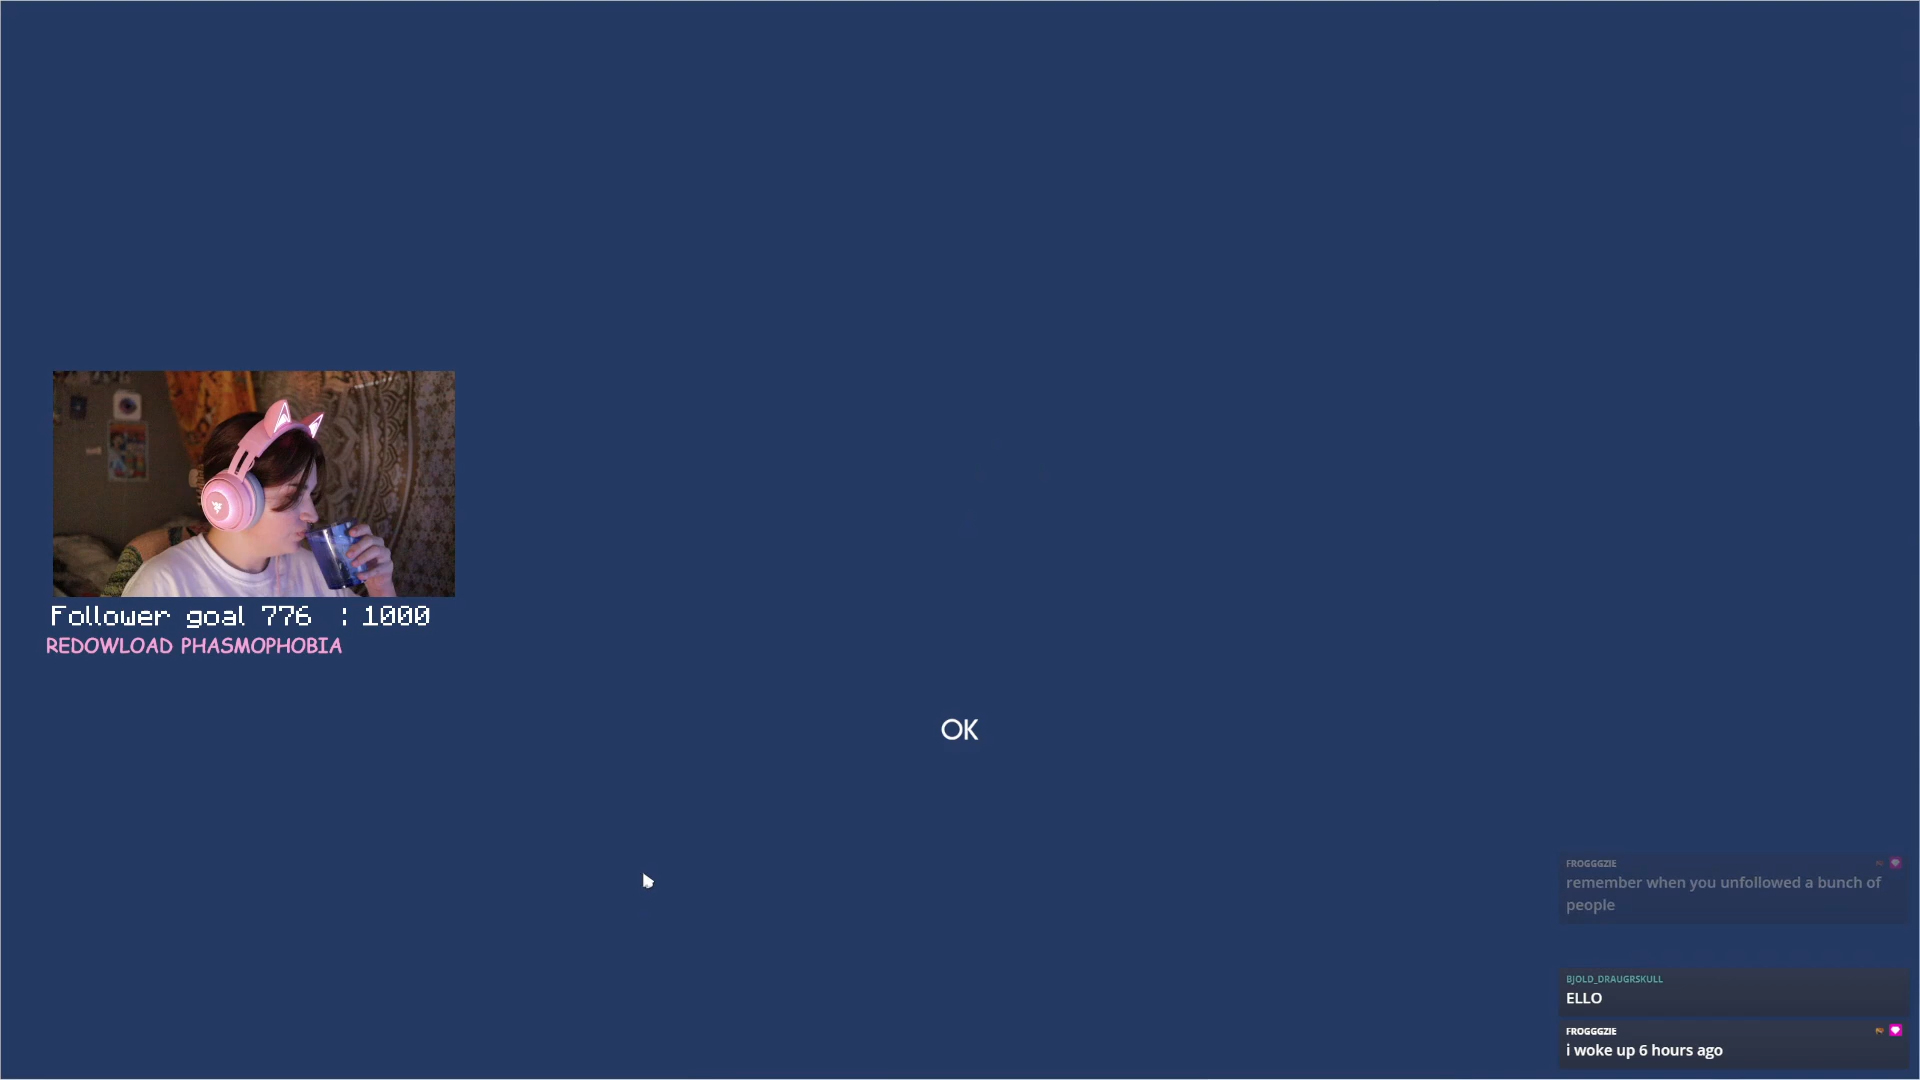 Follower goal 776 : 1000
REDOWLOAD PHASMOPHOBIA
OK
FROGGGZIE
remember when you unfollowed a bunch of
people
BJOLD_DRAUGRSKULL
ELLO
FROGGGZIE
i woke up 6 hours ago